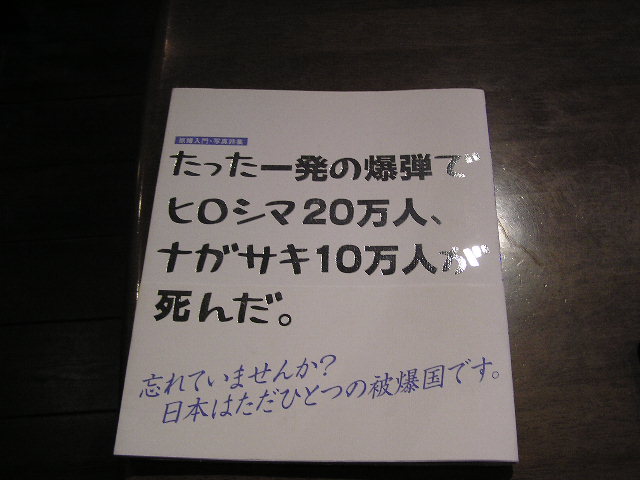 原爆入門・写真特集
たった一発の爆弾で
ヒロシマ20万人、
ナガサキ10万人が
死んだ。
忘れていませんか?
日本はただひとつの被爆国です。